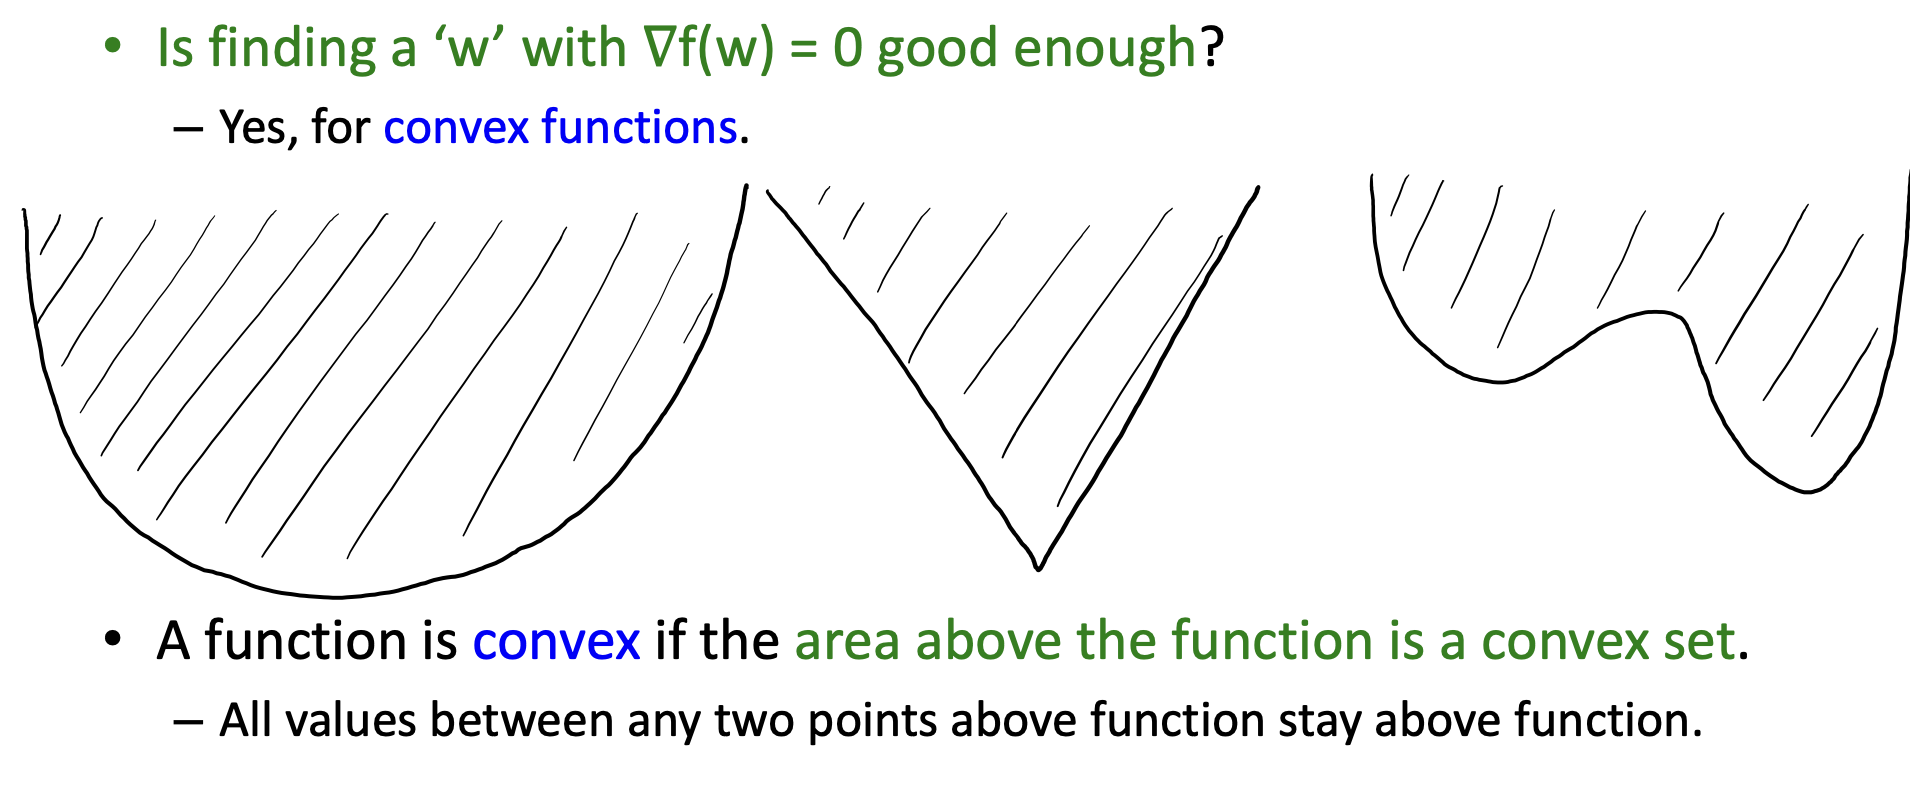 • Is finding a ‘w’ with ∇f(w) = 0 good enough?
– Yes, for convex functions.
• A function is convex if the area above the function is a convex set.
– All values between any two points above function stay above function.